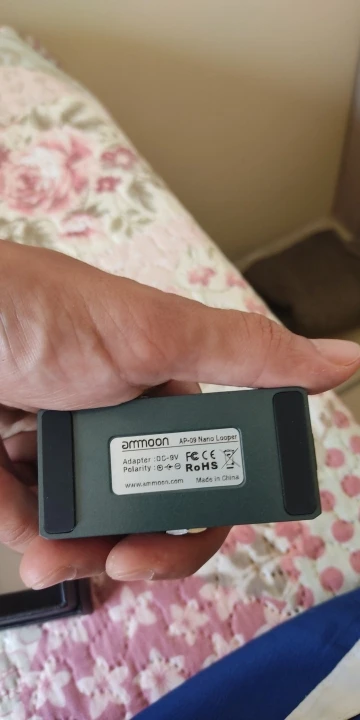 ammoon AP-09 Nano Looper
Adapter :DC-9V FC CE
Polarity : RoHS
www.ammoon.com Made in China